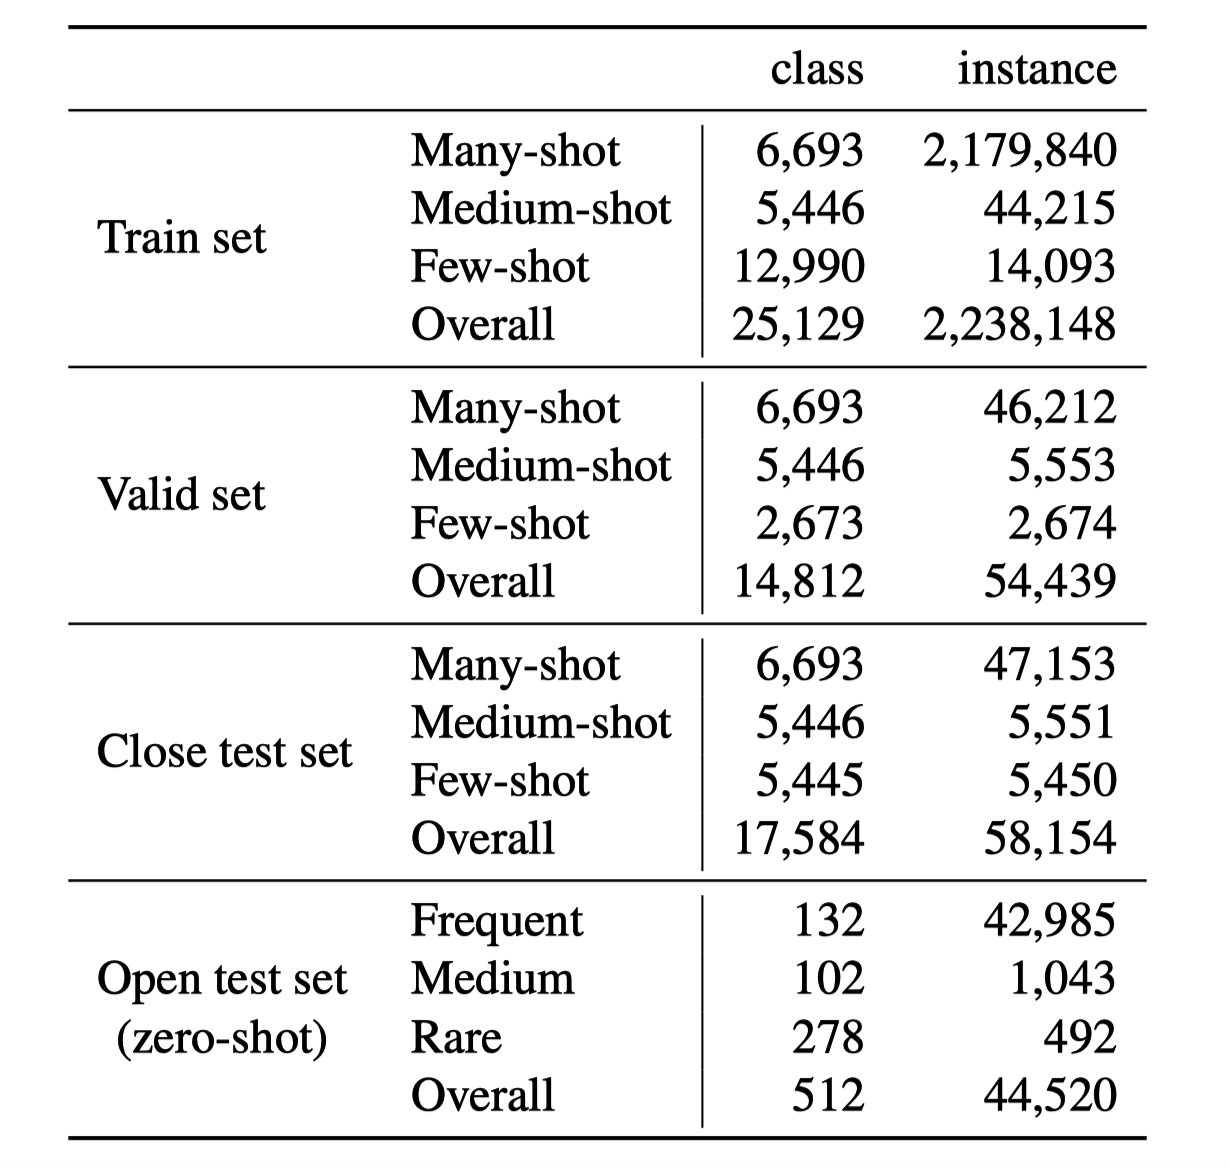 class instance
Many-shot 6,693 2,179,840
Medium-shot 5,446 44,215
Train set
Few-shot 12,990 14,093
Overall 25,129 2,238,148
Many-shot 6,693 46,212
Medium-shot 5,446 5,553
Valid set
Few-shot 2,673 2,674
Overall 14,812 54,439
Many-shot 6,693 47,153
Medium-shot 5,446 5,551
Close test set
Few-shot 5,445 5,450
Overall 17,584 58,154
Frequent 132 42,985
Open test set Medium 102 1,043
(zero-shot) Rare 278 492
Overall 512 44,520